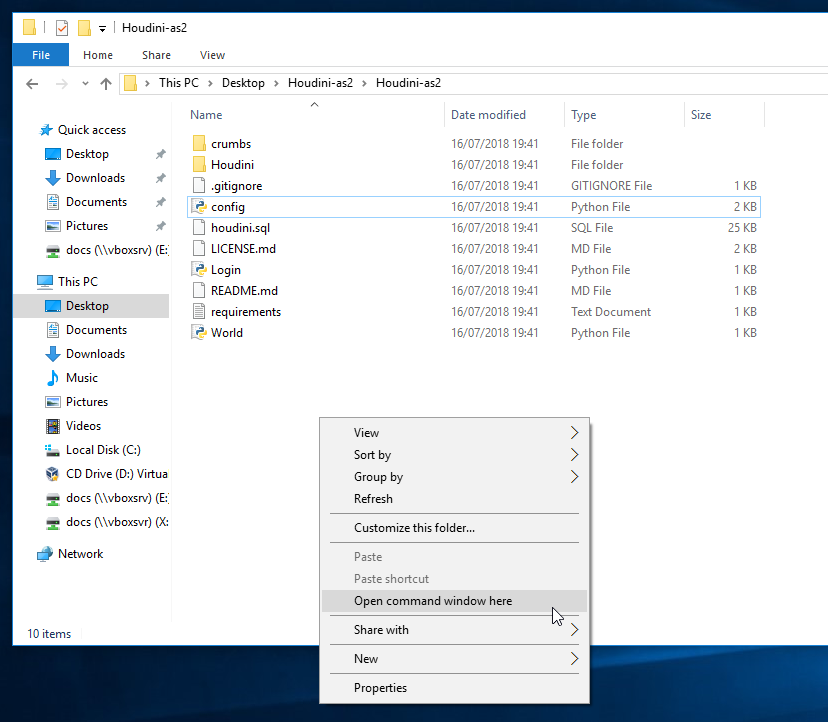 Houdini-as2
File Home Share View
This PC Desktop Houdini-as2 Houdini-as2
Name Date modified Type Size
Quick access
Desktop
Downloads
Documents
Pictures
docs (\\vboxsrv) (E:
This PC
Desktop
Documents
Downloads
Music
Pictures
Videos
Local Disk (C:)
CD Drive (D:) Virtua
docs (\\vboxsrv) (E:
docs (\\vboxsvr) (X:
Network
crumbs 16/07/2018 19:41 File folder
Houdini 16/07/2018 19:41 File folder
.gitignore 16/07/2018 19:41 GITIGNORE File 1 KB
config 16/07/2018 19:41 Python File 2 KB
houdini.sql 16/07/2018 19:41 SQL File 25 KB
LICENSE.md 16/07/2018 19:41 MD File 2 KB
Login 16/07/2018 19:41 Python File 1 KB
README.md 16/07/2018 19:41 MD File 1 KB
requirements 16/07/2018 19:41 Text Document 1 KB
World 16/07/2018 19:41 Python File 1 KB
View
Sort by
Group by
Refresh
Customize this folder...
Paste
Paste shortcut
Open command window here
Share with
New
Properties
10 items